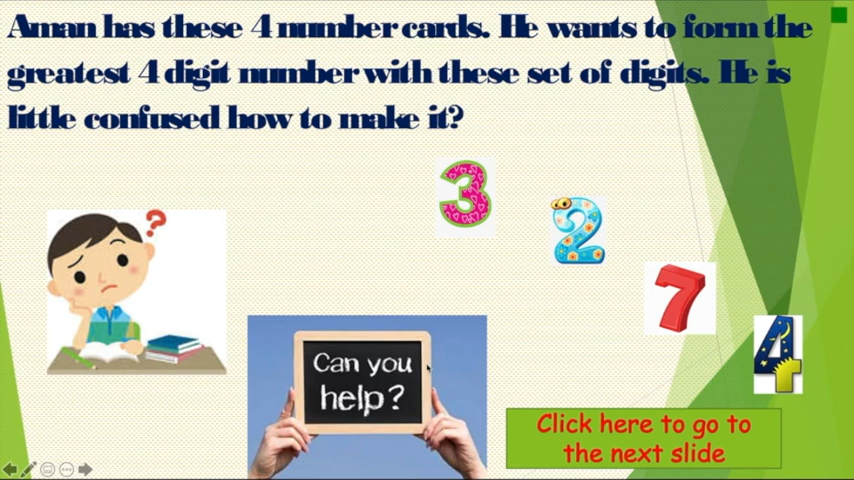 Aman has these 4 number cards. He wants to form the
greatest 4 digit number with these set of digits. He is
little confused how to make it?
?
3
2
7
4
Can you
help?
Click here to go to
the next slide